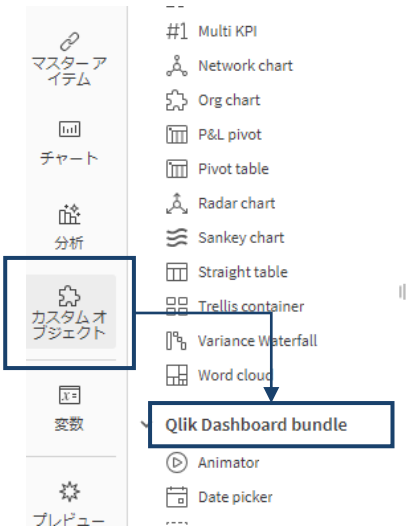 マスター ア
イテム
チャート
分析
カスタム オ
ブジェクト
変数
プレビュー
#1 Multi KPI
Network chart
Org chart
P&L pivot
Pivot table
Radar chart
Sankey chart
Straight table
Trellis container
Variance Waterfall
Word cloud
Qlik Dashboard bundle
Animator
Date picker